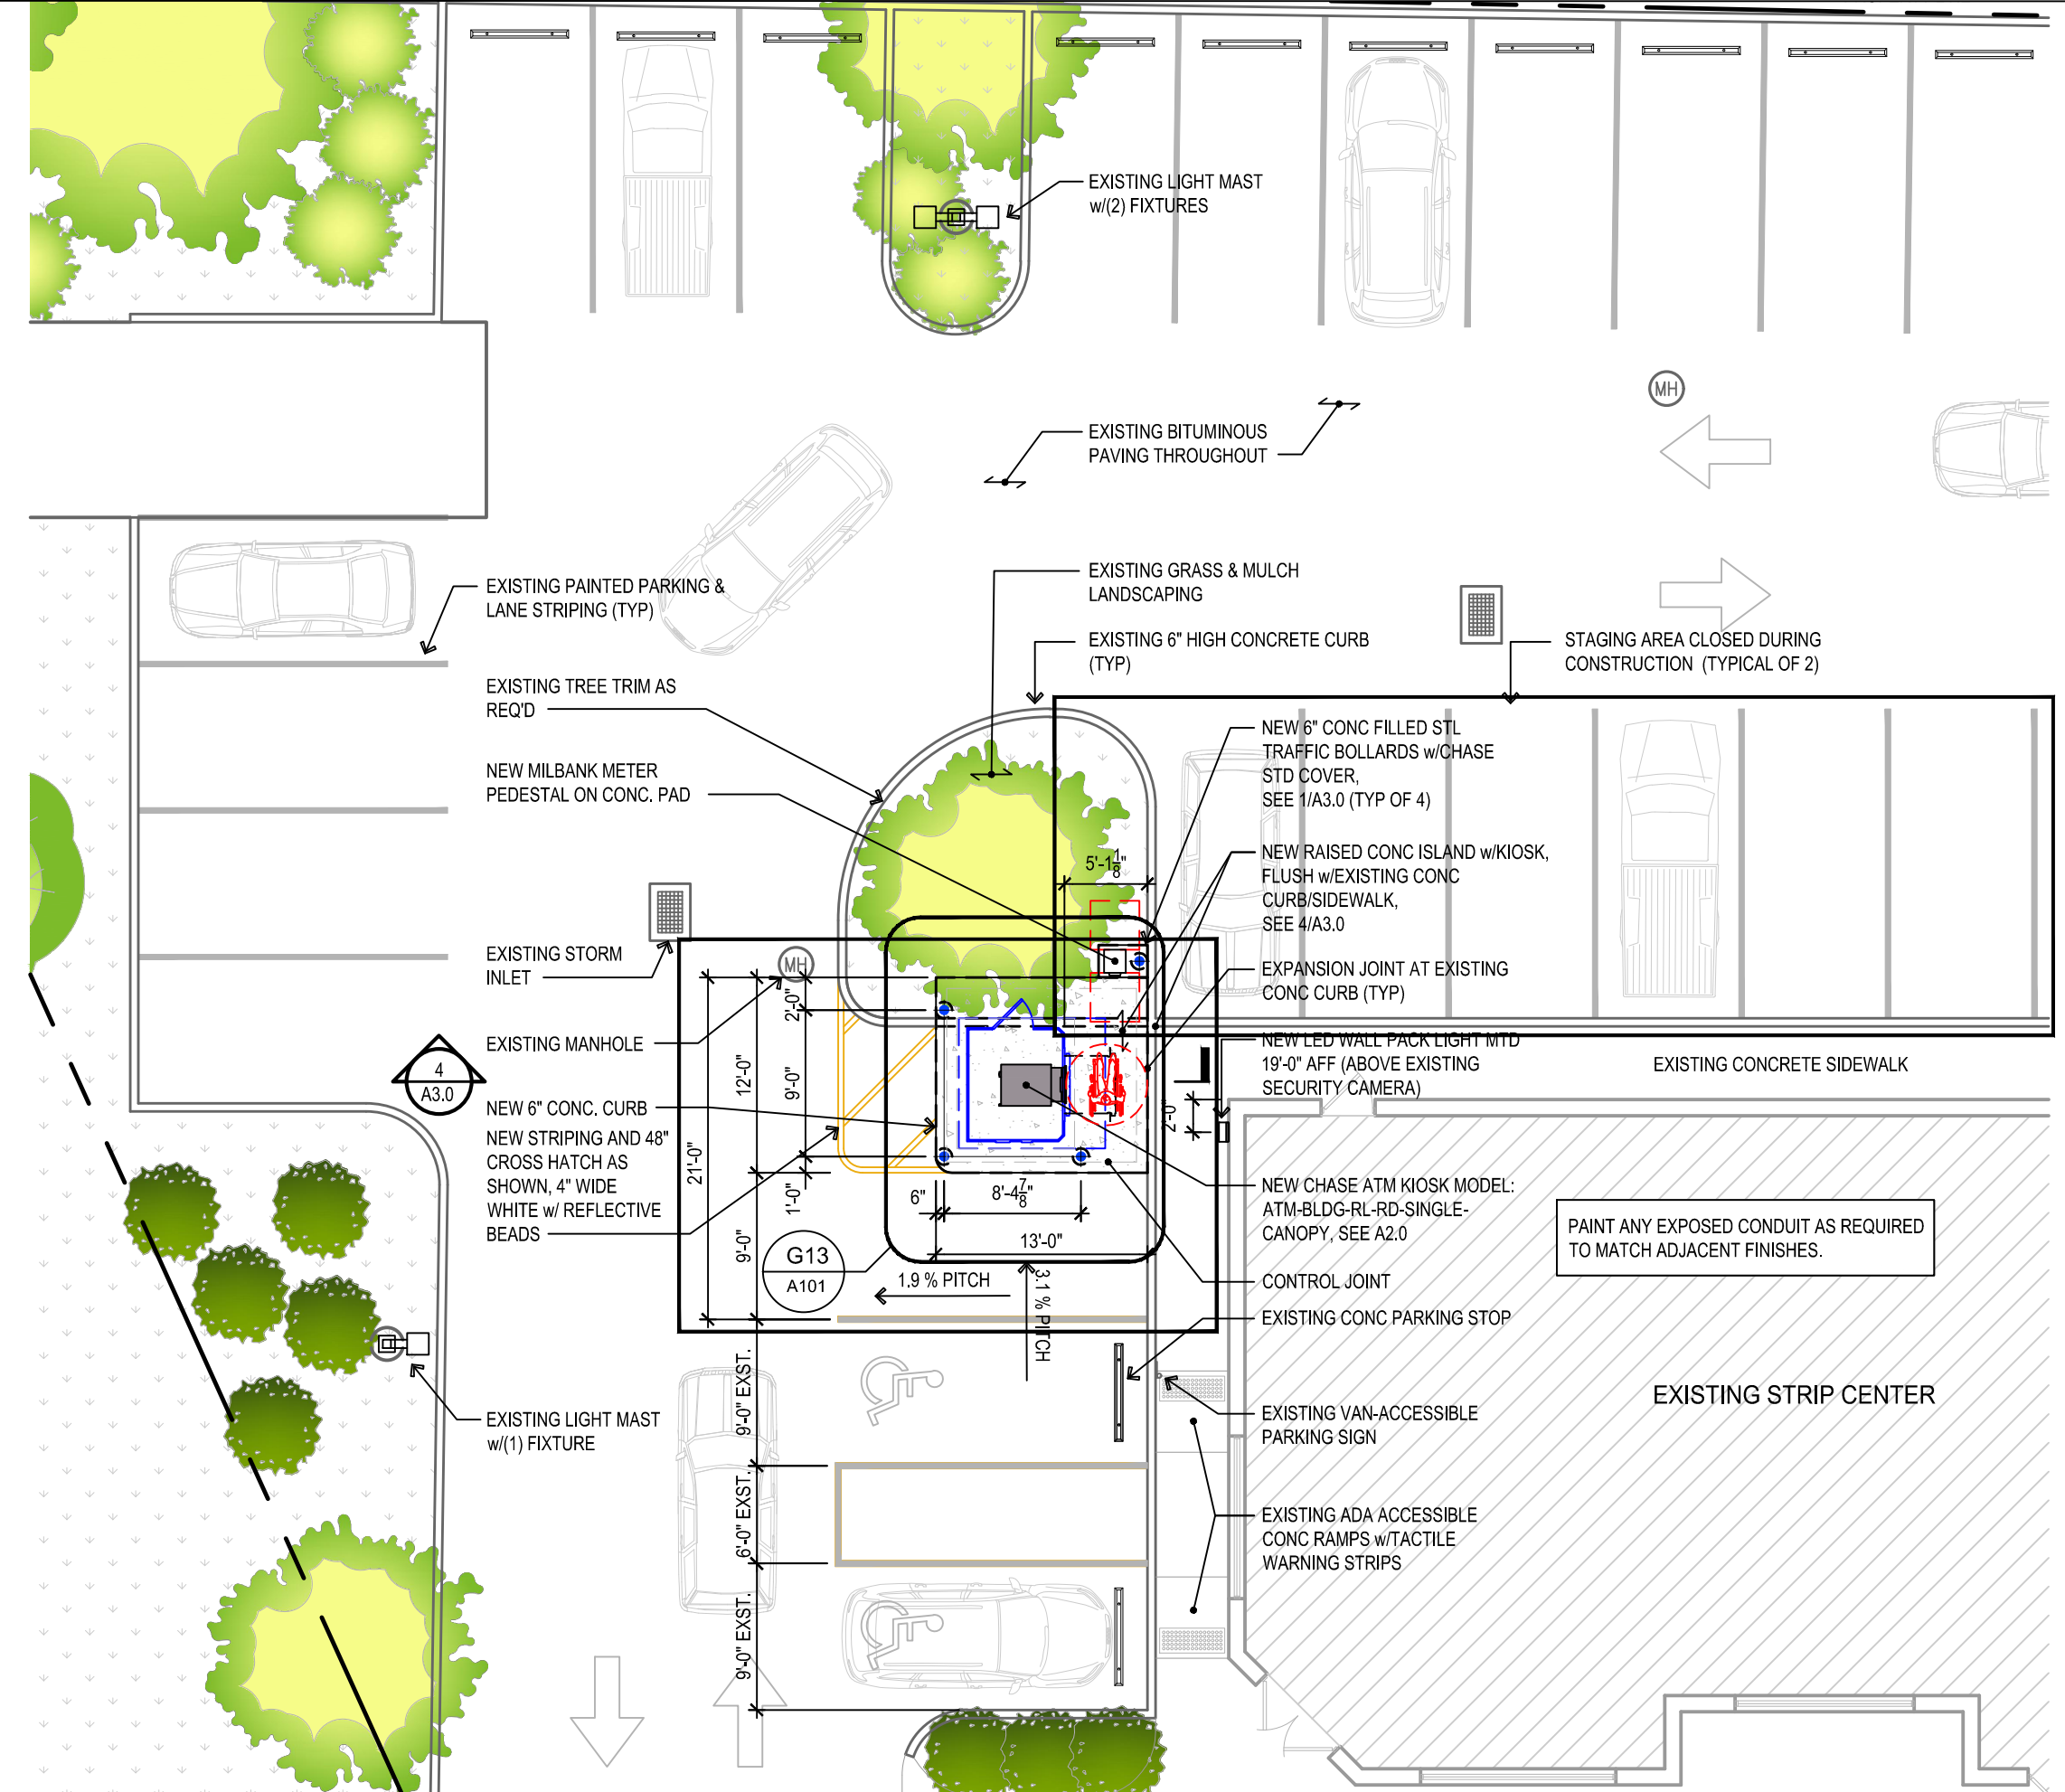 EXISTING LIGHT MAST
w/(2) FIXTURES
MH
EXISTING BITUMINOUS
PAVING THROUGHOUT
EXISTING PAINTED PARKING &
LANE STRIPING (TYP)
EXISTING GRASS & MULCH
LANDSCAPING
EXISTING 6" HIGH CONCRETE CURB
(TYP)
STAGING AREA CLOSED DURING
CONSTRUCTION (TYPICAL OF 2)
EXISTING TREE TRIM AS
REQ'D
NEW MILBANK METER
PEDESTAL ON CONC. PAD
NEW 6" CONC FILLED STL
TRAFFIC BOLLARDS w/CHASE
STD COVER,
SEE 1/A3.0 (TYP OF 4)
5'-1 1/8"
NEW RAISED CONC ISLAND w/KIOSK,
FLUSH w/EXISTING CONC
CURB/SIDEWALK,
SEE 4/A3.0
EXISTING STORM
INLET
MH
EXPANSION JOINT AT EXISTING
CONC CURB (TYP)
EXISTING MANHOLE
2'-0"
12'-0"
9'-0"
21'-0"
1'-0"
9'-0"
4
A3.0
NEW LED WALL PACK LIGHT MTD
19'-0" AFF (ABOVE EXISTING
SECURITY CAMERA)
EXISTING CONCRETE SIDEWALK
2'-0"
NEW 6" CONC. CURB
NEW STRIPING AND 48"
CROSS HATCH AS
SHOWN, 4" WIDE
WHITE w/ REFLECTIVE
BEADS
6"
8'-4 7/8"
13'-0"
NEW CHASE ATM KIOSK MODEL:
ATM-BLDG-RL-RD-SINGLE-
CANOPY, SEE A2.0
PAINT ANY EXPOSED CONDUIT AS REQUIRED
TO MATCH ADJACENT FINISHES.
G13
A101
1.9 % PITCH
3.1 % PITCH
CONTROL JOINT
EXISTING CONC PARKING STOP
9'-0" EXST.
6'-0" EXST.
9'-0" EXST.
EXISTING STRIP CENTER
EXISTING VAN-ACCESSIBLE
PARKING SIGN
EXISTING LIGHT MAST
w/(1) FIXTURE
EXISTING ADA ACCESSIBLE
CONC RAMPS w/TACTILE
WARNING STRIPS